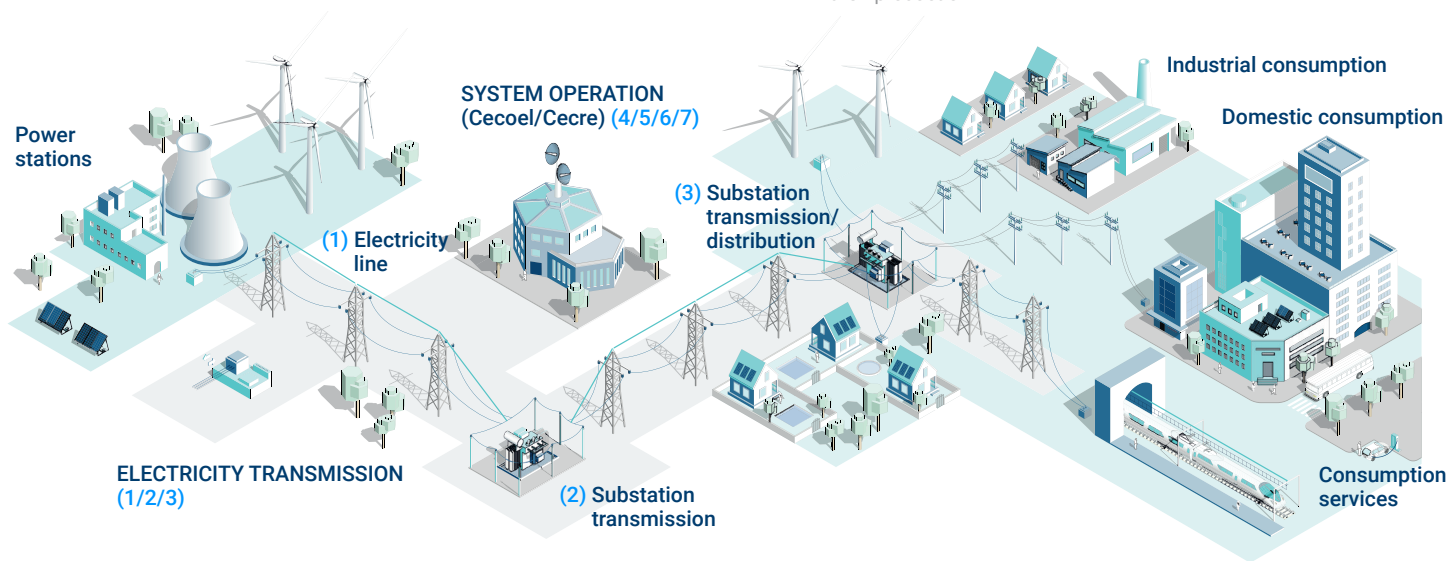 Power
stations
SYSTEM OPERATION
(Cecoel/Cecre) (4/5/6/7)
(1) Electricity
line
(3) Substation
transmission/
distribution
Industrial consumption
Domestic consumption
ELECTRICITY TRANSMISSION
(1/2/3)
(2) Substation
transmission
Consumption
services